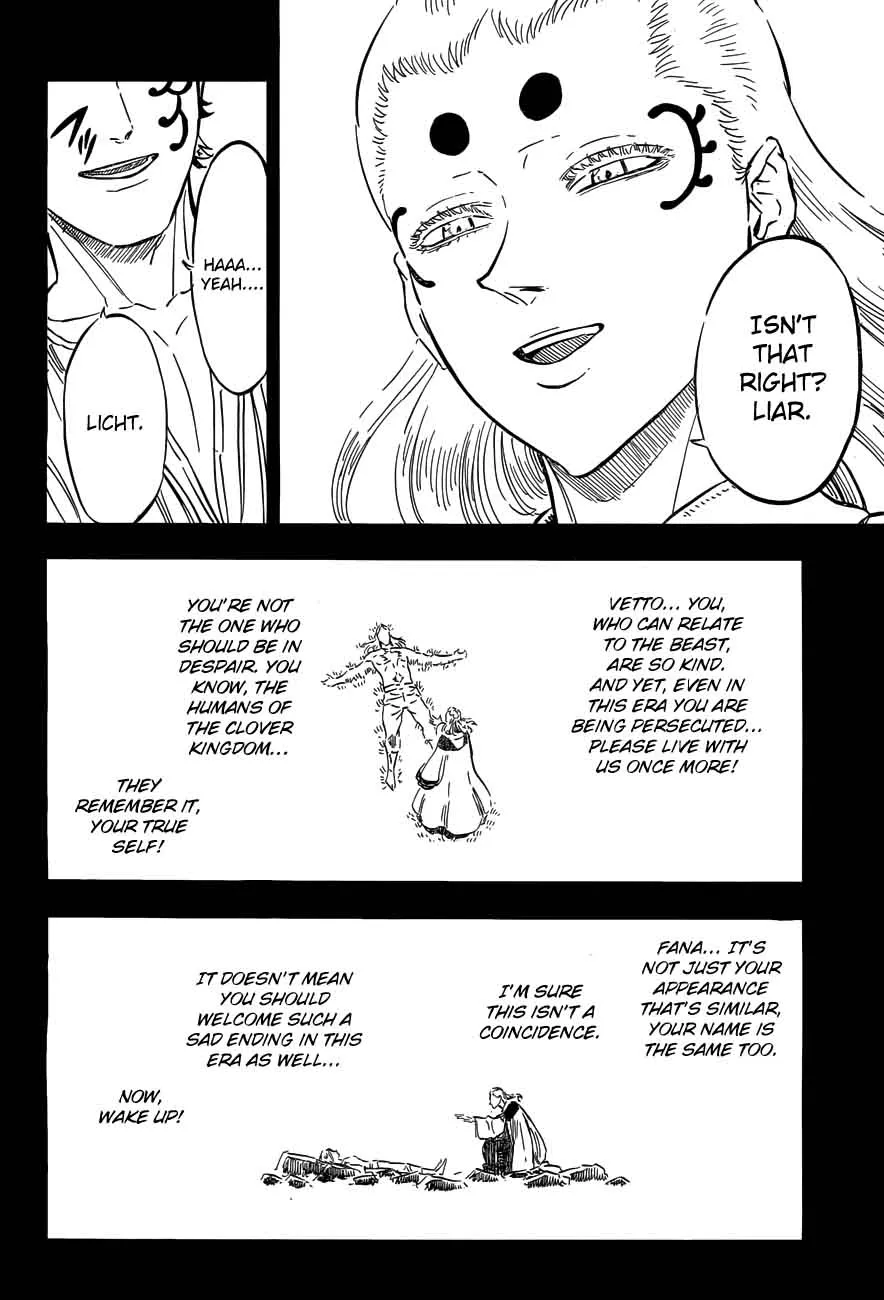 ISN'T
THAT
RIGHT?
LIAR.
HAAA...
YEAH....
LICHT.
VETTO... YOU,
WHO CAN RELATE
TO THE BEAST,
ARE SO KIND.
AND YET, EVEN IN
THIS ERA YOU ARE
BEING PERSECUTED...
PLEASE LIVE WITH
US ONCE MORE!
YOU'RE NOT
THE ONE WHO
SHOULD BE IN
DESPAIR. YOU
KNOW, THE
HUMANS OF
THE CLOVER
KINGDOM...
THEY
REMEMBER IT,
YOUR TRUE
SELF!
FANA... IT'S
NOT JUST YOUR
APPEARANCE
THAT'S SIMILAR,
YOUR NAME IS
THE SAME TOO.
I'M SURE
THIS ISN'T A
COINCIDENCE.
IT DOESN'T MEAN
YOU SHOULD
WELCOME SUCH A
SAD ENDING IN THIS
ERA AS WELL...
NOW,
WAKE UP!